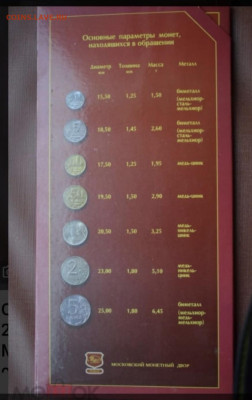 Основные параметры монет,
находившихся в обращении
Диаметр Толщина Масса Металл
мм мм г
15,50 1,25 1,50 биметалл
(мельхиор-
сталь-
мельхиор)
18,50 1,45 2,60 биметалл
(мельхиор-
сталь-
мельхиор)
17,50 1,25 1,95 медь-цинк
19,50 1,50 2,90 медь-цинк
20,50 1,50 3,25 медь-
никель-
цинк
23,00 1,80 5,10 медь-
никель-
цинк
25,00 1,80 6,45 биметалл
(мельхиор-
медь-
мельхиор)
МОСКОВСКИЙ МОНЕТНЫЙ ДВОР